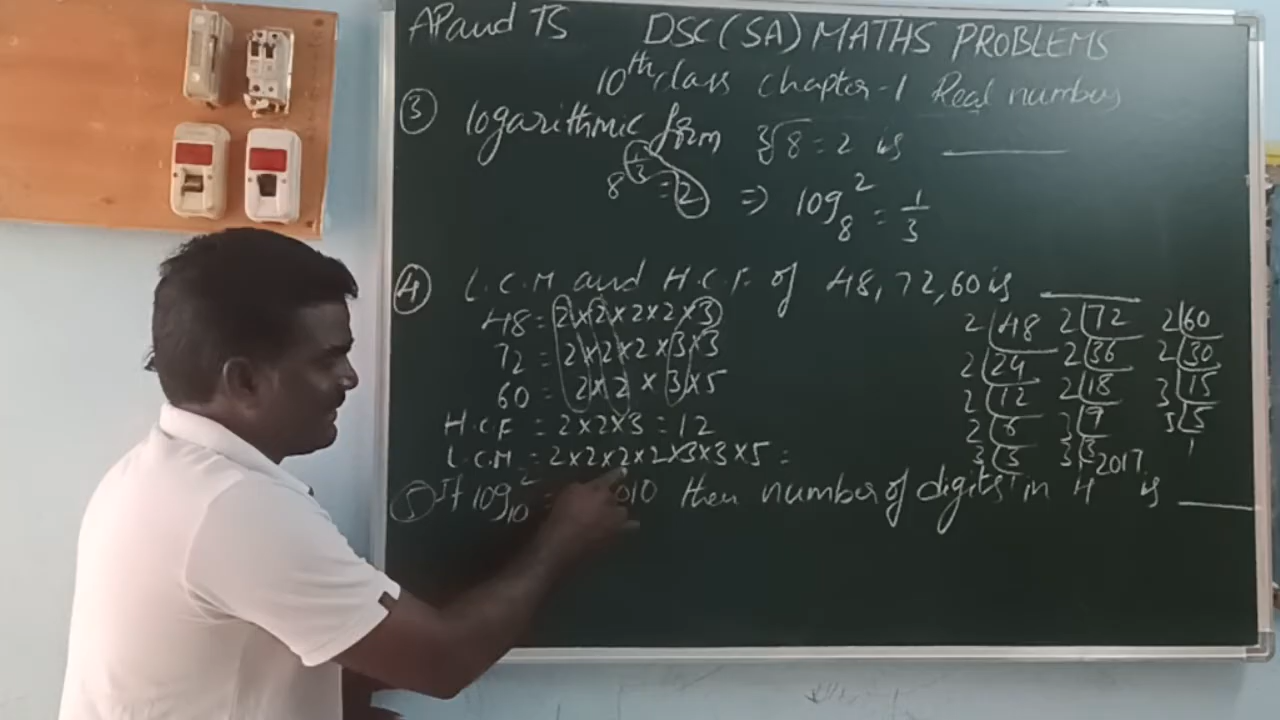 AP and TS DSC (SA) MATHS PROBLEMS
10th class chapter-1 Real numbers
③ logarithmic form ∛8 = 2 is ____
8^(1/3) = 2 ⇒ log₈ 2 = 1/3
④ L.C.M and H.C.F. of 48, 72, 60 is ____
48 = 2×2×2×2×3
72 = 2×2×2×3×3
60 = 2×2×3×5
H.C.F = 2×2×3 = 12
L.C.M = 2×2×2×2×3×3×5 =
2 | 48
2 | 24
2 | 12
2 | 6
3 | 3
2 | 72
2 | 36
2 | 18
3 | 9
3 | 3
2 | 60
2 | 30
3 | 15
5 | 5
1
⑤ If log₁₀ 2 = 010 then number of digits in 4^2017 is ____